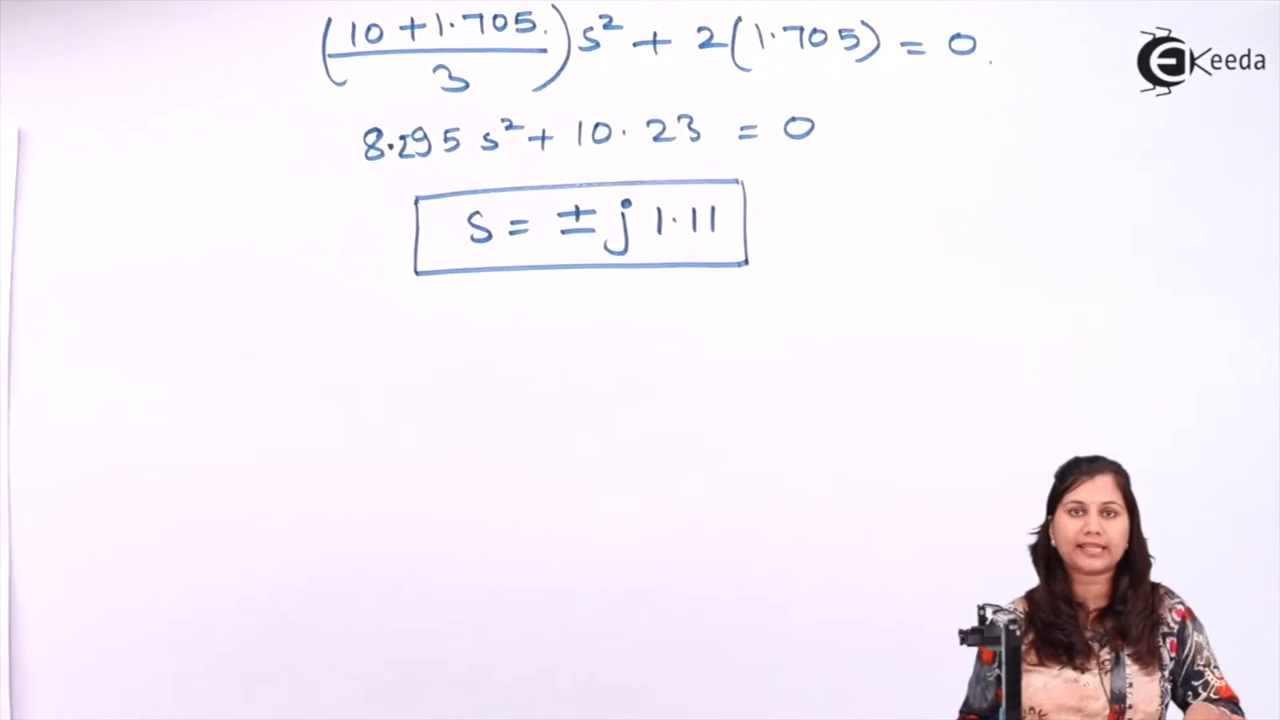 (10 + 1.705 / 3) s² + 2(1.705) = 0
8.295 s² + 10.23 = 0
s = ± j 1.11
EKeeda